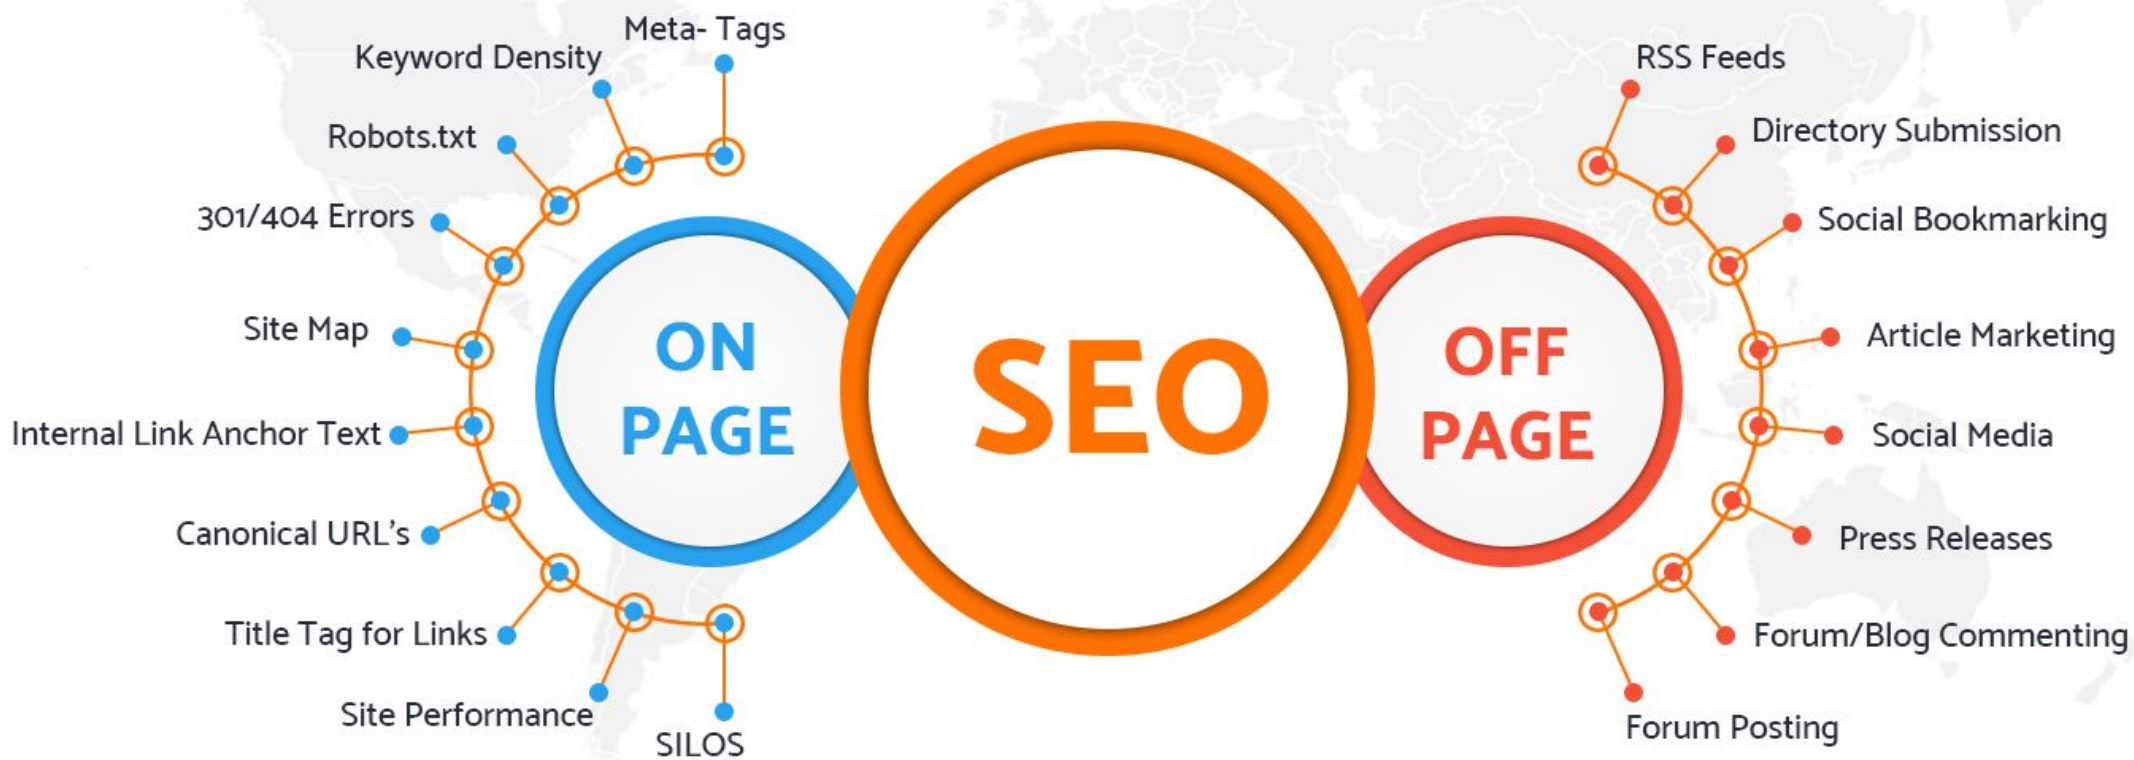 Meta- Tags
Keyword Density
Robots.txt
301/404 Errors
Site Map
Internal Link Anchor Text
Canonical URL's
Title Tag for Links
Site Performance
SILOS
ON
PAGE
SEO
OFF
PAGE
RSS Feeds
Directory Submission
Social Bookmarking
Article Marketing
Social Media
Press Releases
Forum/Blog Commenting
Forum Posting